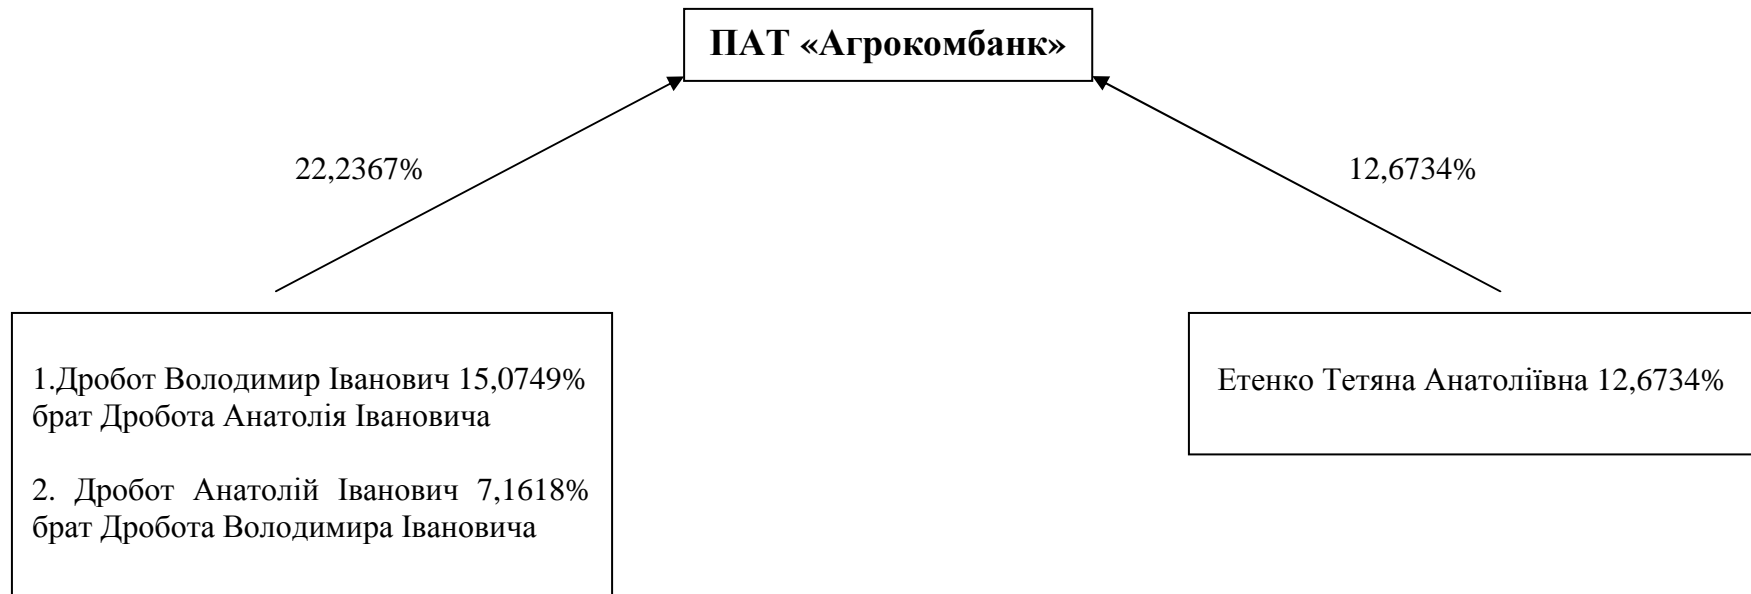 ПАТ «Агрокомбанк»
22,2367%
12,6734%
1.Дробот Володимир Іванович 15,0749%
брат Дробота Анатолія Івановича
2. Дробот Анатолій Іванович 7,1618%
брат Дробота Володимира Івановича
Етенко Тетяна Анатоліївна 12,6734%